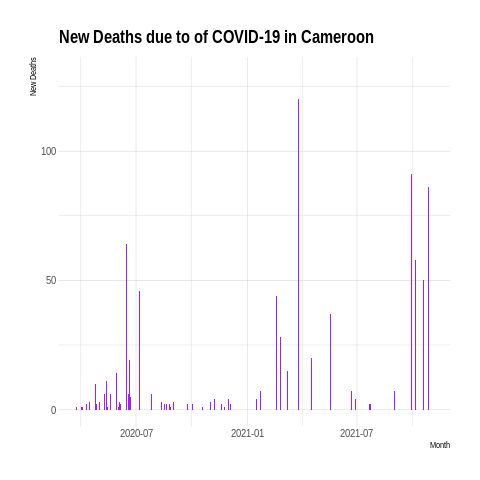 New Deaths due to of COVID-19 in Cameroon
New Deaths
100
50
0
2020-07 2021-01 2021-07
Month